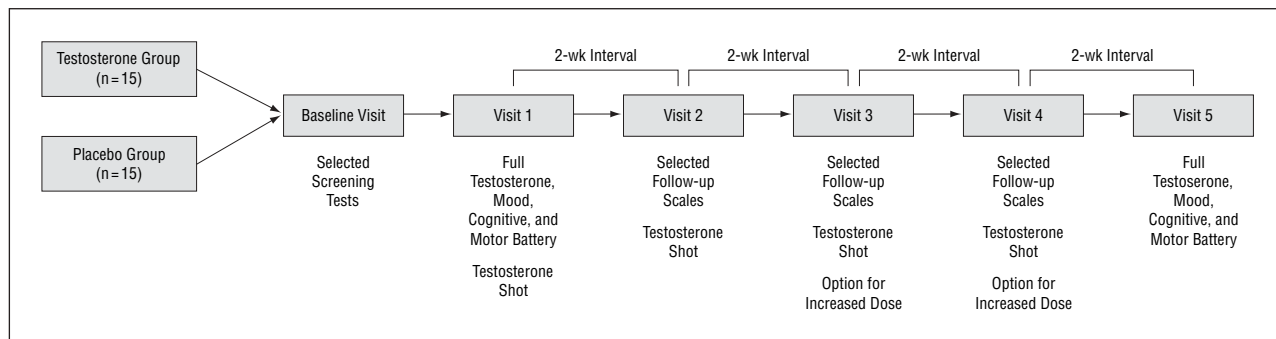 Testosterone Group
(n=15)
Placebo Group
(n=15)
Baseline Visit
Selected
Screening
Tests
2-wk Interval
2-wk Interval
2-wk Interval
2-wk Interval
Visit 1
Full
Testosterone,
Mood,
Cognitive, and
Motor Battery
Testosterone
Shot
Visit 2
Selected
Follow-up
Scales
Testosterone
Shot
Visit 3
Selected
Follow-up
Scales
Testosterone
Shot
Option for
Increased Dose
Visit 4
Selected
Follow-up
Scales
Testosterone
Shot
Option for
Increased Dose
Visit 5
Full
Testoserone,
Mood,
Cognitive, and
Motor Battery